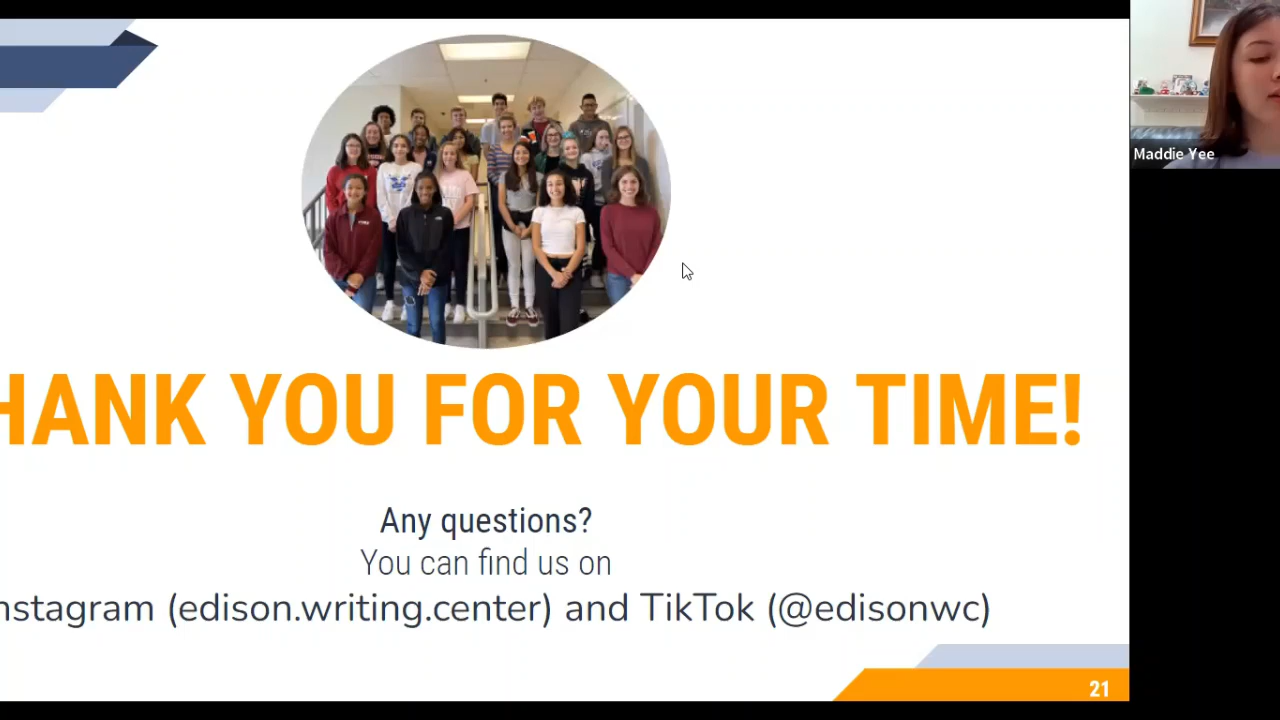 HANK YOU FOR YOUR TIME!
Any questions?
You can find us on
nstagram (edison.writing.center) and TikTok (@edisonwc)
21
Maddie Yee